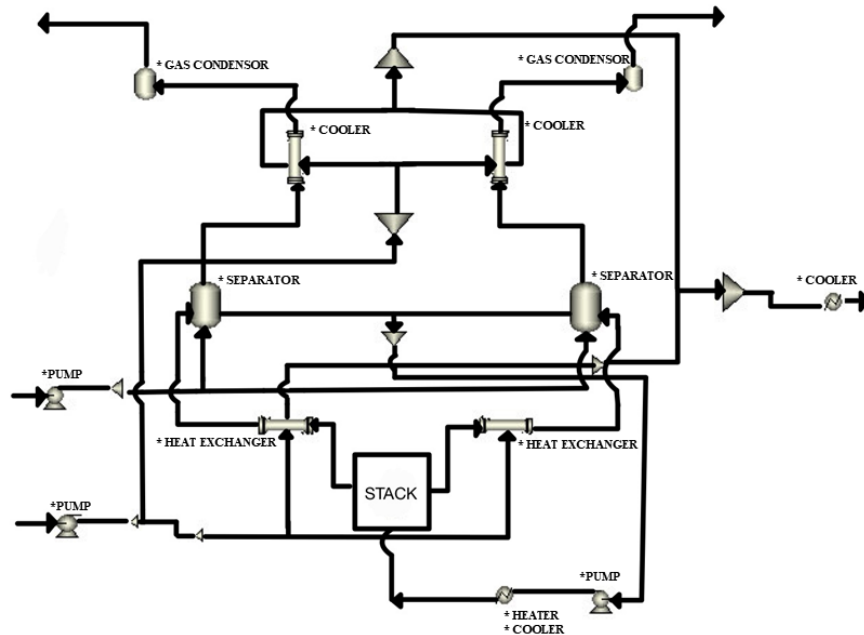 * GAS CONDENSOR
* GAS CONDENSOR
* COOLER
* COOLER
* SEPARATOR
* SEPARATOR
* COOLER
*PUMP
* HEAT EXCHANGER
* HEAT EXCHANGER
STACK
*PUMP
*PUMP
* HEATER
* COOLER